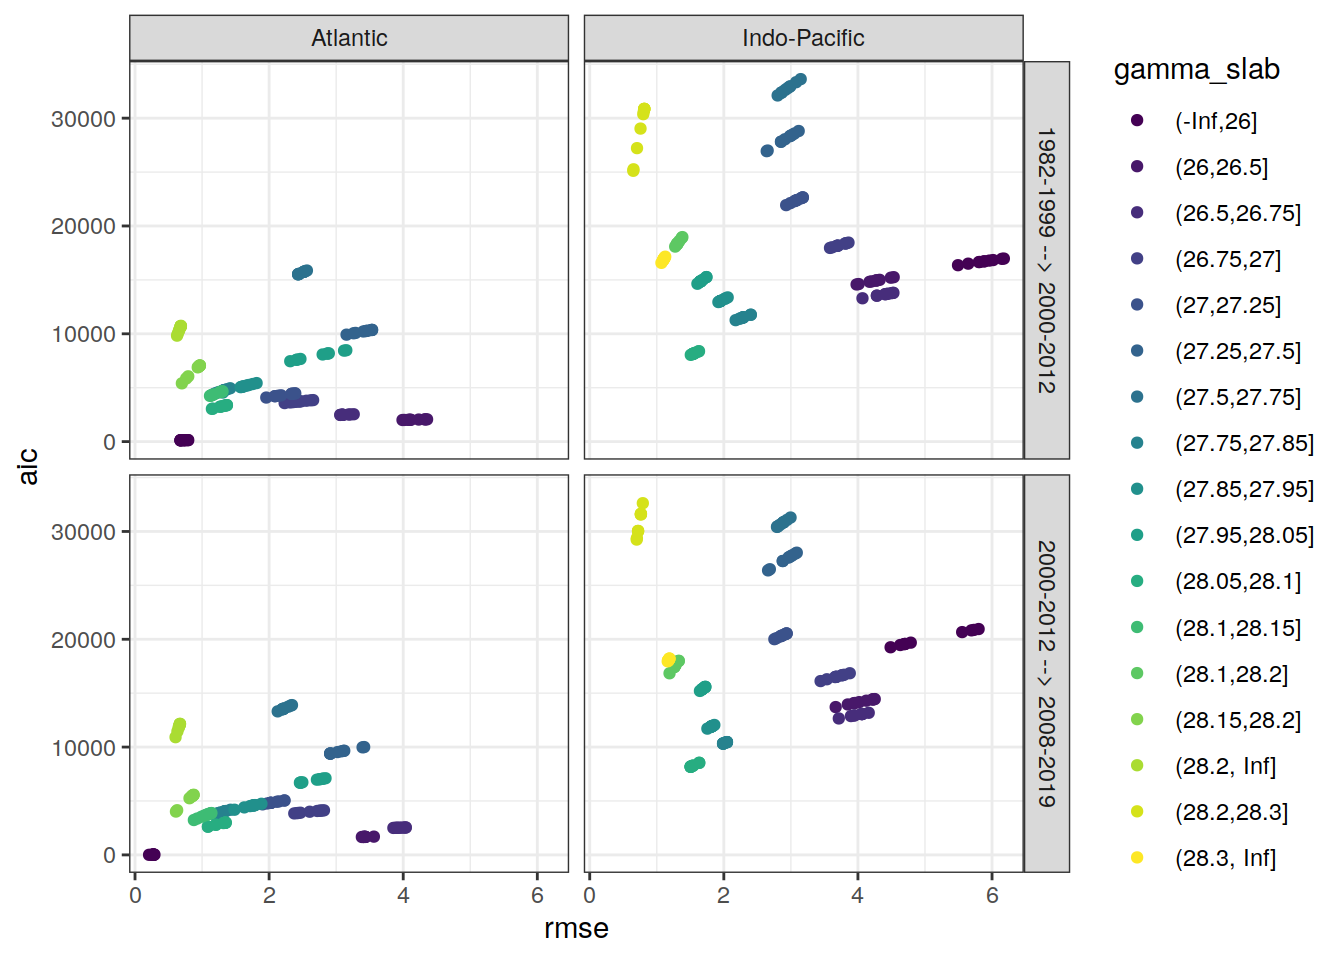 Atlantic
Indo-Pacific
aic
30000
20000
10000
0
1982-1999 --> 2000-2012
30000
20000
10000
0
2000-2012 --> 2008-2019
0 2 4 6
0 2 4 6
rmse
gamma_slab
(-Inf,26]
(26,26.5]
(26.5,26.75]
(26.75,27]
(27,27.25]
(27.25,27.5]
(27.5,27.75]
(27.75,27.85]
(27.85,27.95]
(27.95,28.05]
(28.05,28.1]
(28.1,28.15]
(28.1,28.2]
(28.15,28.2]
(28.2, Inf]
(28.2,28.3]
(28.3, Inf]